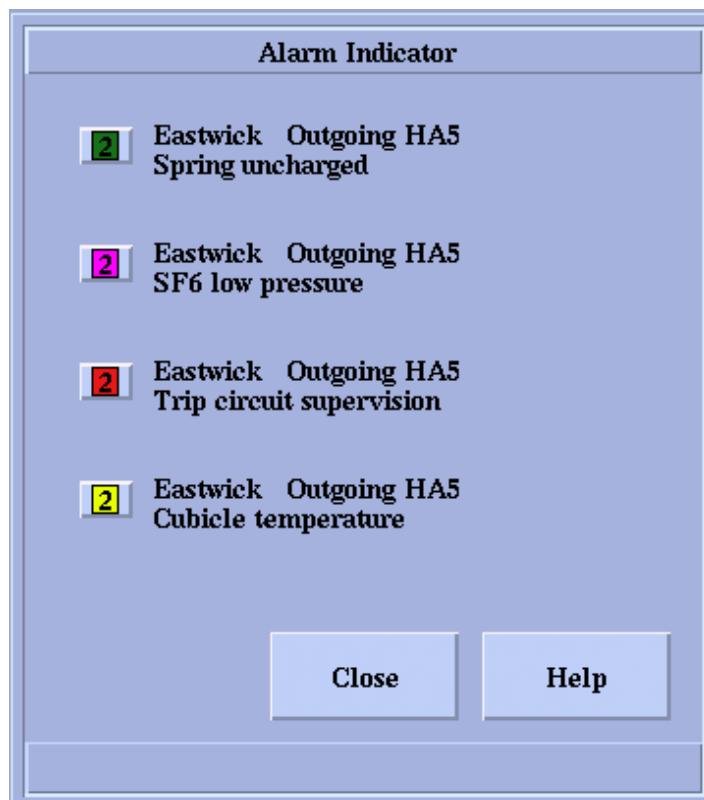 Alarm Indicator
2 Eastwick Outgoing HA5
Spring uncharged
2 Eastwick Outgoing HA5
SF6 low pressure
2 Eastwick Outgoing HA5
Trip circuit supervision
2 Eastwick Outgoing HA5
Cubicle temperature
Close Help